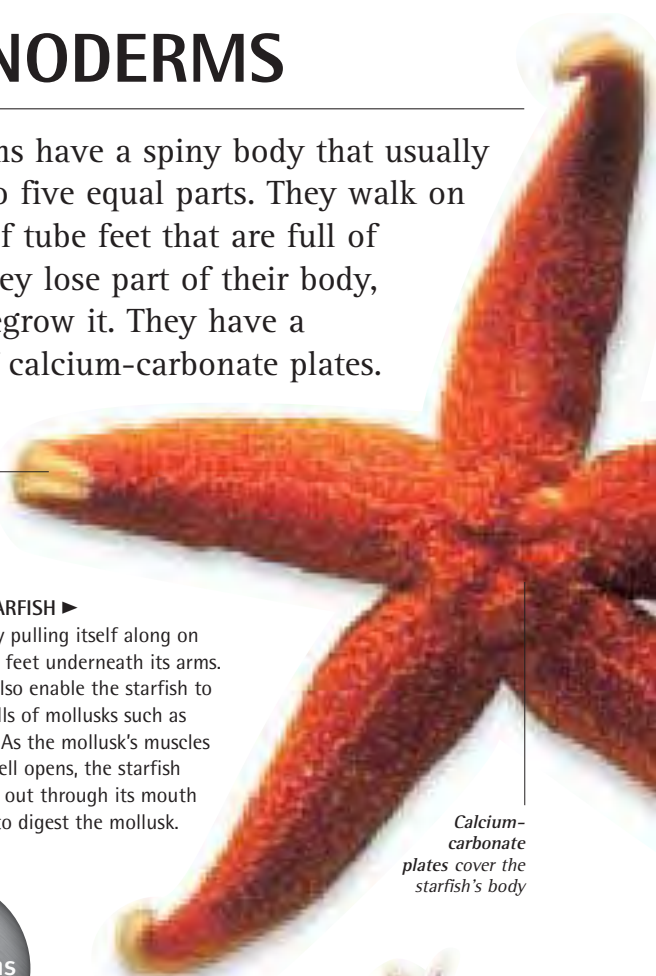 NODERMS
ms have a spiny body that usually
o five equal parts. They walk on
f tube feet that are full of
ey lose part of their body,
egrow it. They have a
f calcium-carbonate plates.
ARFISH ►
y pulling itself along on
feet underneath its arms.
lso enable the starfish to
lls of mollusks such as
As the mollusk's muscles
ell opens, the starfish
out through its mouth
to digest the mollusk.
Calcium-
carbonate
plates cover the
starfish's body
ns